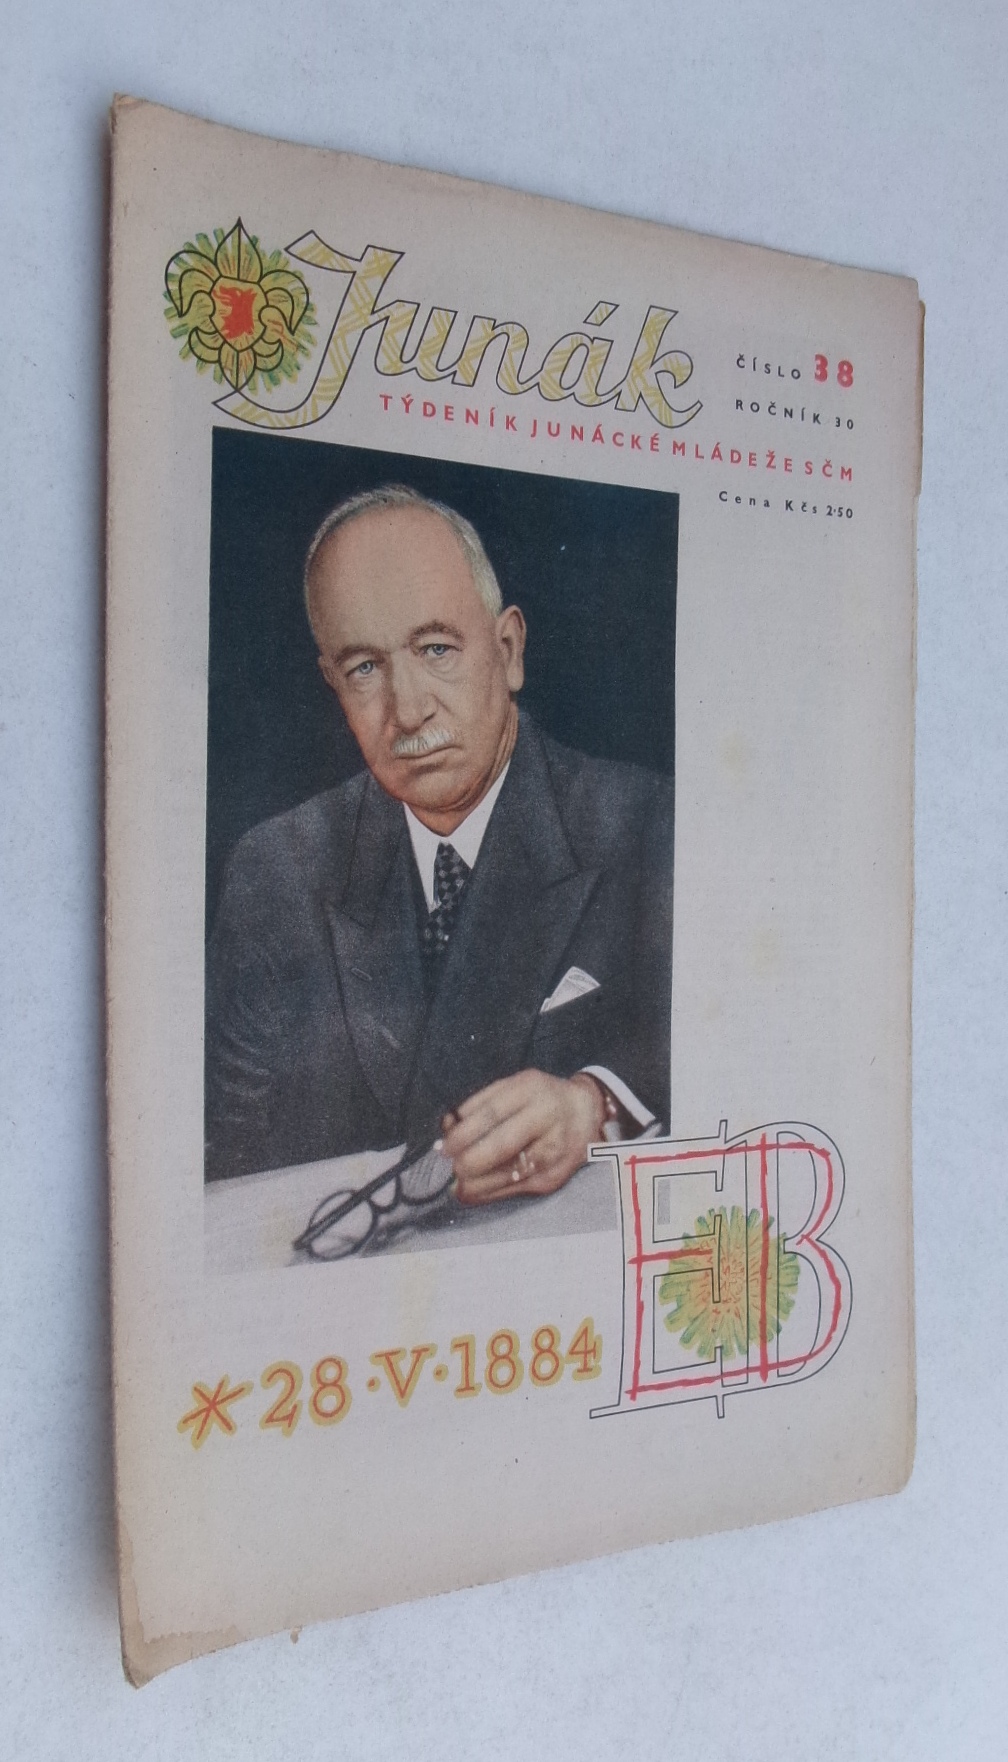 Junák
ČÍSLO 38
ROČNÍK 30
TÝDENÍK JUNÁCKÉ MLÁDEŽE SČM
Cena Kčs 2·50
EB
* 28·V·1884